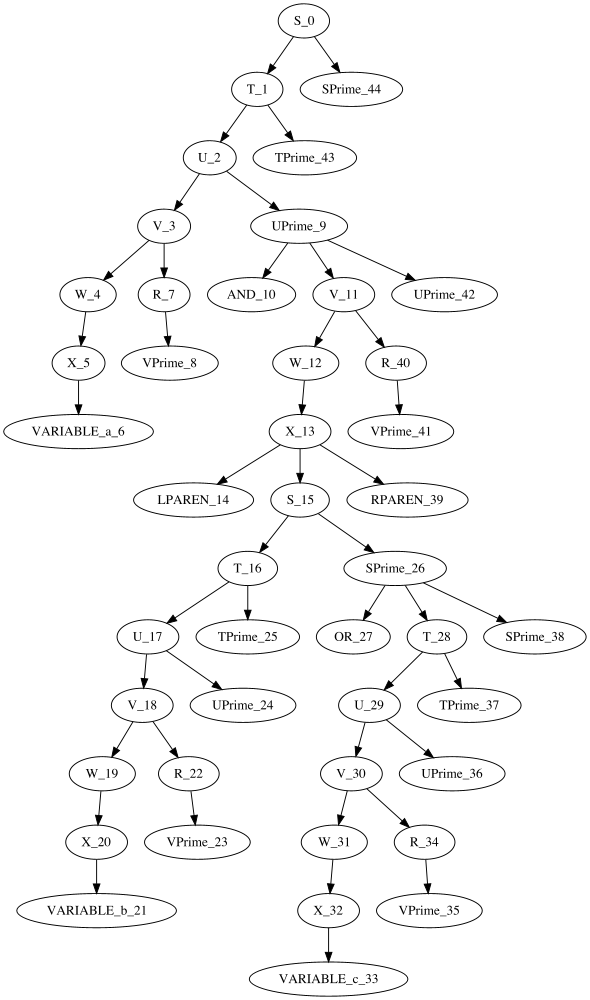 S_0
T_1
SPrime_44
U_2
TPrime_43
V_3
UPrime_9
W_4
R_7
AND_10
V_11
UPrime_42
X_5
VPrime_8
W_12
R_40
VARIABLE_a_6
X_13
VPrime_41
LPAREN_14
S_15
RPAREN_39
T_16
SPrime_26
U_17
TPrime_25
OR_27
T_28
SPrime_38
V_18
UPrime_24
U_29
TPrime_37
W_19
R_22
V_30
UPrime_36
X_20
VPrime_23
W_31
R_34
VARIABLE_b_21
X_32
VPrime_35
VARIABLE_c_33